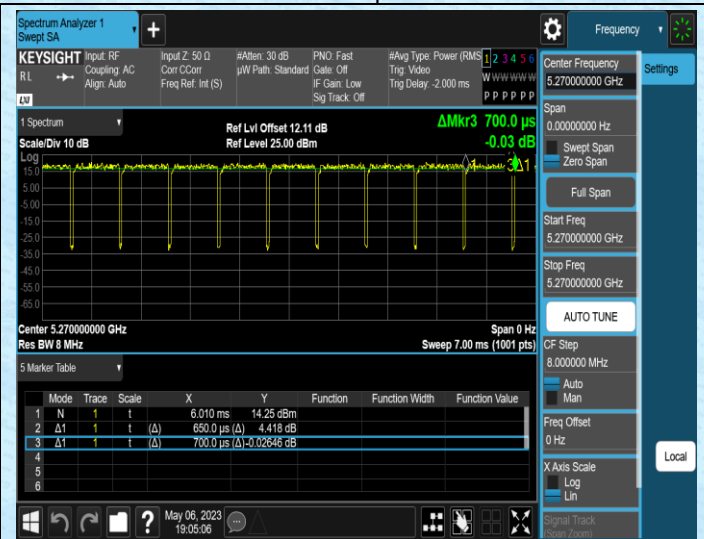 Spectrum Analyzer 1
Swept SA
+
Frequency
KEYSIGHT
Input: RF
Input Z: 50 Ω
#Atten: 30 dB
PNO: Fast
#Avg Type: Power (RMS
1 2 3 4 5 6
RL
Coupling: AC
Corr CCorr
µW Path: Standard
Gate: Off
Trig: Video
W W W W W W
Align: Auto
Freq Ref: Int (S)
IF Gain: Low
Trig Delay: -2.000 ms
Sig Track: Off
P P P P P P
LXI
1 Spectrum
Ref Lvl Offset 12.11 dB
ΔMkr3 700.0 µs
Scale/Div 10 dB
Ref Level 25.00 dBm
-0.03 dB
Log
15.0
5.00
-5.00
-15.0
-25.0
-35.0
-45.0
-55.0
-65.0
3Δ1
Center 5.270000000 GHz
Span 0 Hz
Res BW 8 MHz
Sweep 7.00 ms (1001 pts)
5 Marker Table
Mode Trace Scale X Y Function Function Width Function Value
1 N 1 t 6.010 ms 14.25 dBm
2 Δ1 1 t (Δ) 650.0 µs (Δ) 4.418 dB
3 Δ1 1 t (Δ) 700.0 µs (Δ) -0.02646 dB
4
5
6
?
May 06, 2023
19:05:06
Center Frequency
5.270000000 GHz
Settings
Span
0.00000000 Hz
Swept Span
Zero Span
Full Span
Start Freq
5.270000000 GHz
Stop Freq
5.270000000 GHz
AUTO TUNE
CF Step
8.000000 MHz
Auto
Man
Freq Offset
0 Hz
X Axis Scale
Log
Lin
Local
Signal Track
(Span Zoom)